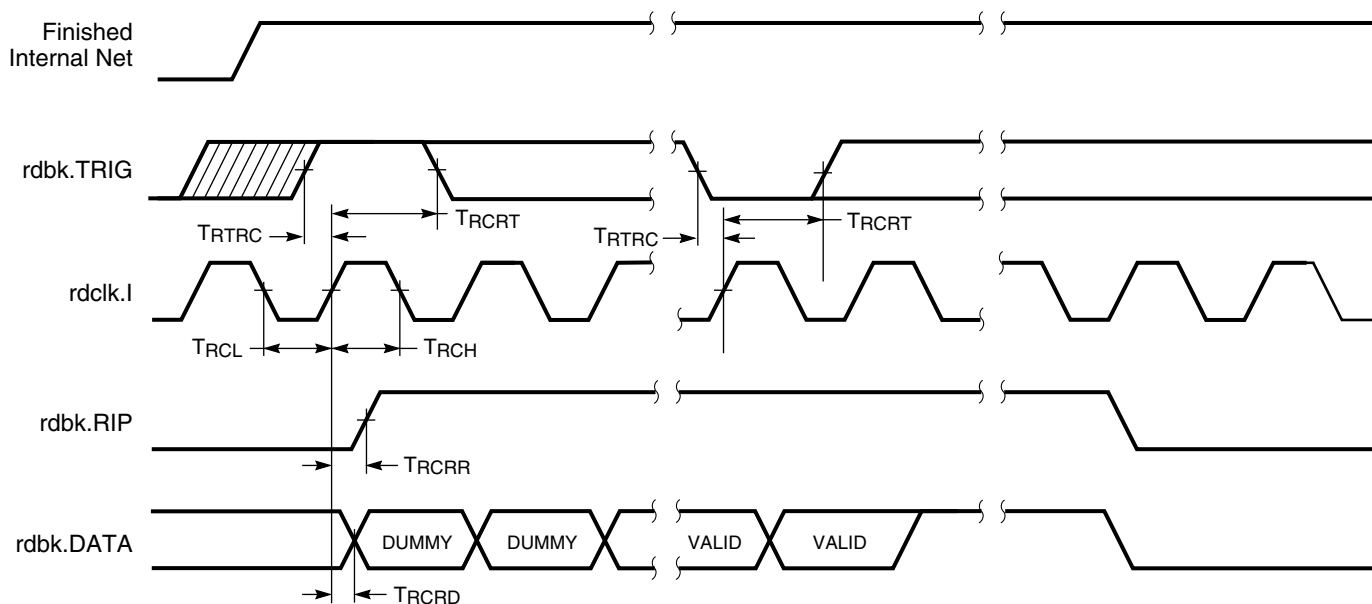 Finished
Internal Net
rdbk.TRIG
TRCRT
TRCRT
TRTRC
TRTRC
rdclk.I
TRCL
TRCH
rdbk.RIP
TRCRR
rdbk.DATA
DUMMY
DUMMY
VALID
VALID
TRCRD